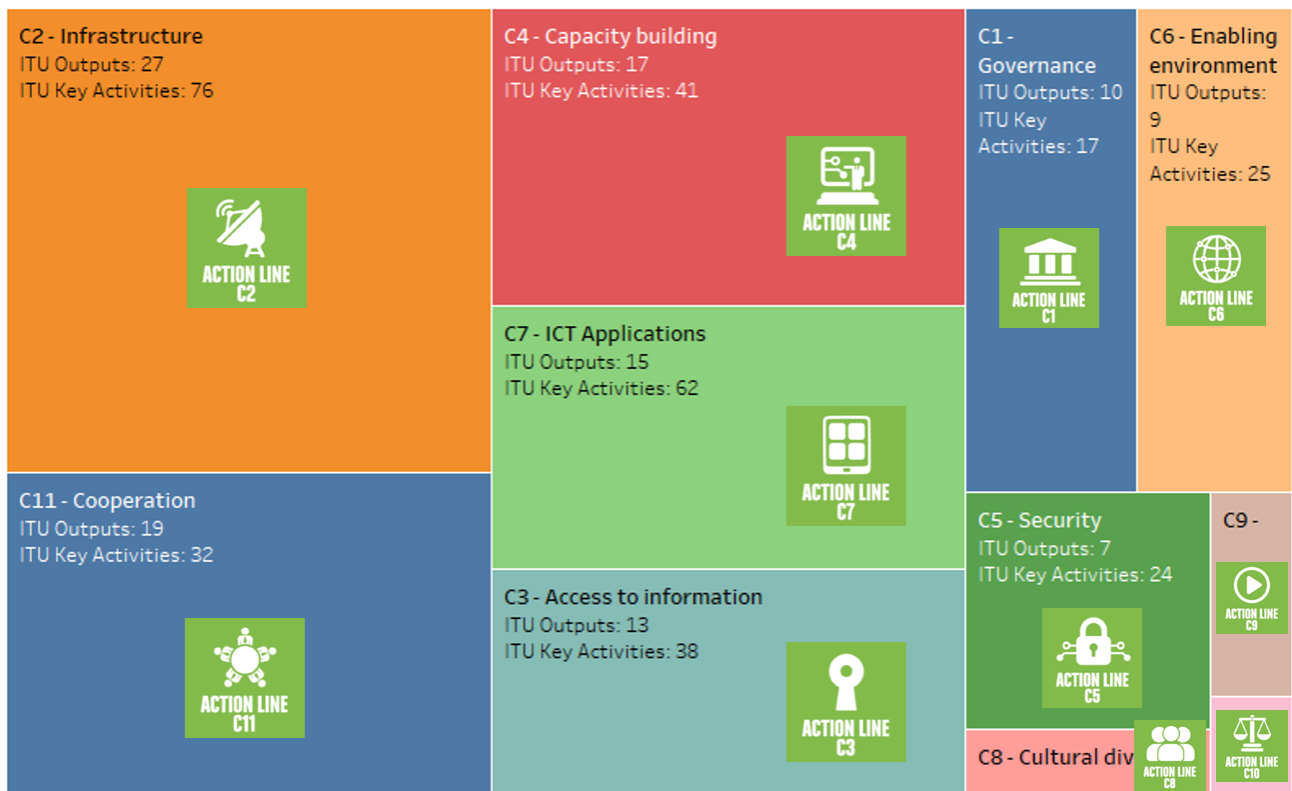 C2 - Infrastructure
ITU Outputs: 27
ITU Key Activities: 76
ACTION LINE
C2
C11 - Cooperation
ITU Outputs: 19
ITU Key Activities: 32
ACTION LINE
C11
C4 - Capacity building
ITU Outputs: 17
ITU Key Activities: 41
ACTION LINE
C4
C7 - ICT Applications
ITU Outputs: 15
ITU Key Activities: 62
ACTION LINE
C7
C3 - Access to information
ITU Outputs: 13
ITU Key Activities: 38
ACTION LINE
C3
C1 -
Governance
ITU Outputs: 10
ITU Key
Activities: 17
ACTION LINE
C1
C6 - Enabling
environment
ITU Outputs:
9
ITU Key
Activities: 25
ACTION LINE
C6
C5 - Security
ITU Outputs: 7
ITU Key Activities: 24
ACTION LINE
C5
C9 -
ACTION LINE
C9
C8 - Cultural div
ACTION LINE
C8
ACTION LINE
C10